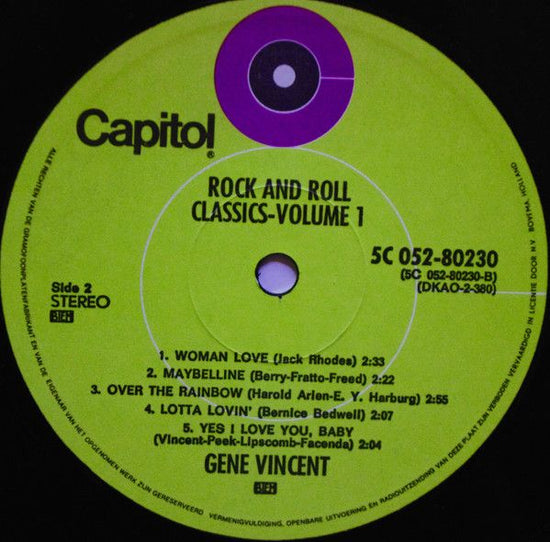 Capitol®
ROCK AND ROLL
CLASSICS-VOLUME 1
5C 052-80230
(5C 052-80230-B)
(DKAO-2-380)
Side 2
STEREO
STEMRA
1. WOMAN LOVE (Jack Rhodes) 2:33
2. MAYBELLINE (Berry-Fratto-Freed) 2:22
3. OVER THE RAINBOW (Harold Arlen-E. Y. Harburg) 2:55
4. LOTTA LOVIN' (Bernice Bedwell) 2:07
5. YES I LOVE YOU, BABY
(Vincent-Peek-Lipscomb-Facenda) 2:04
GENE VINCENT
ALLE RECHTEN VAN DE GRAMOFOONPLATENFABRIKANT EN VAN DE EIGENAAR VAN HET OPGENOMEN WERK ZIJN GERESERVEERD VERMENIGVULDIGING, OPENBARE UITVOERING EN RADIOUITZENDING VAN DEZE PLAAT ZIJN VERBODEN VERVAARDIGD IN LICENTIE DOOR N.V. BOVEMA, HOLLAND